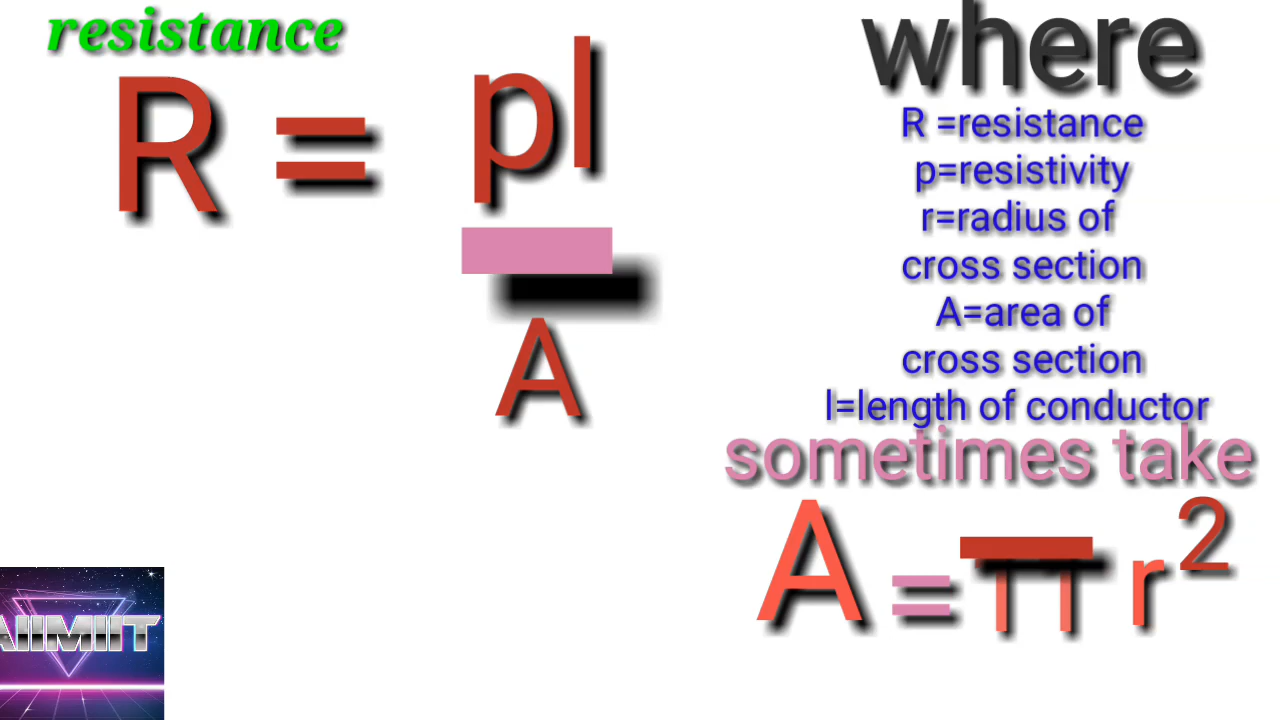 resistance
R = pl
A
where
R =resistance
p=resistivity
r=radius of
cross section
A=area of
cross section
l=length of conductor
sometimes take
A=π r²
AIIMIIT